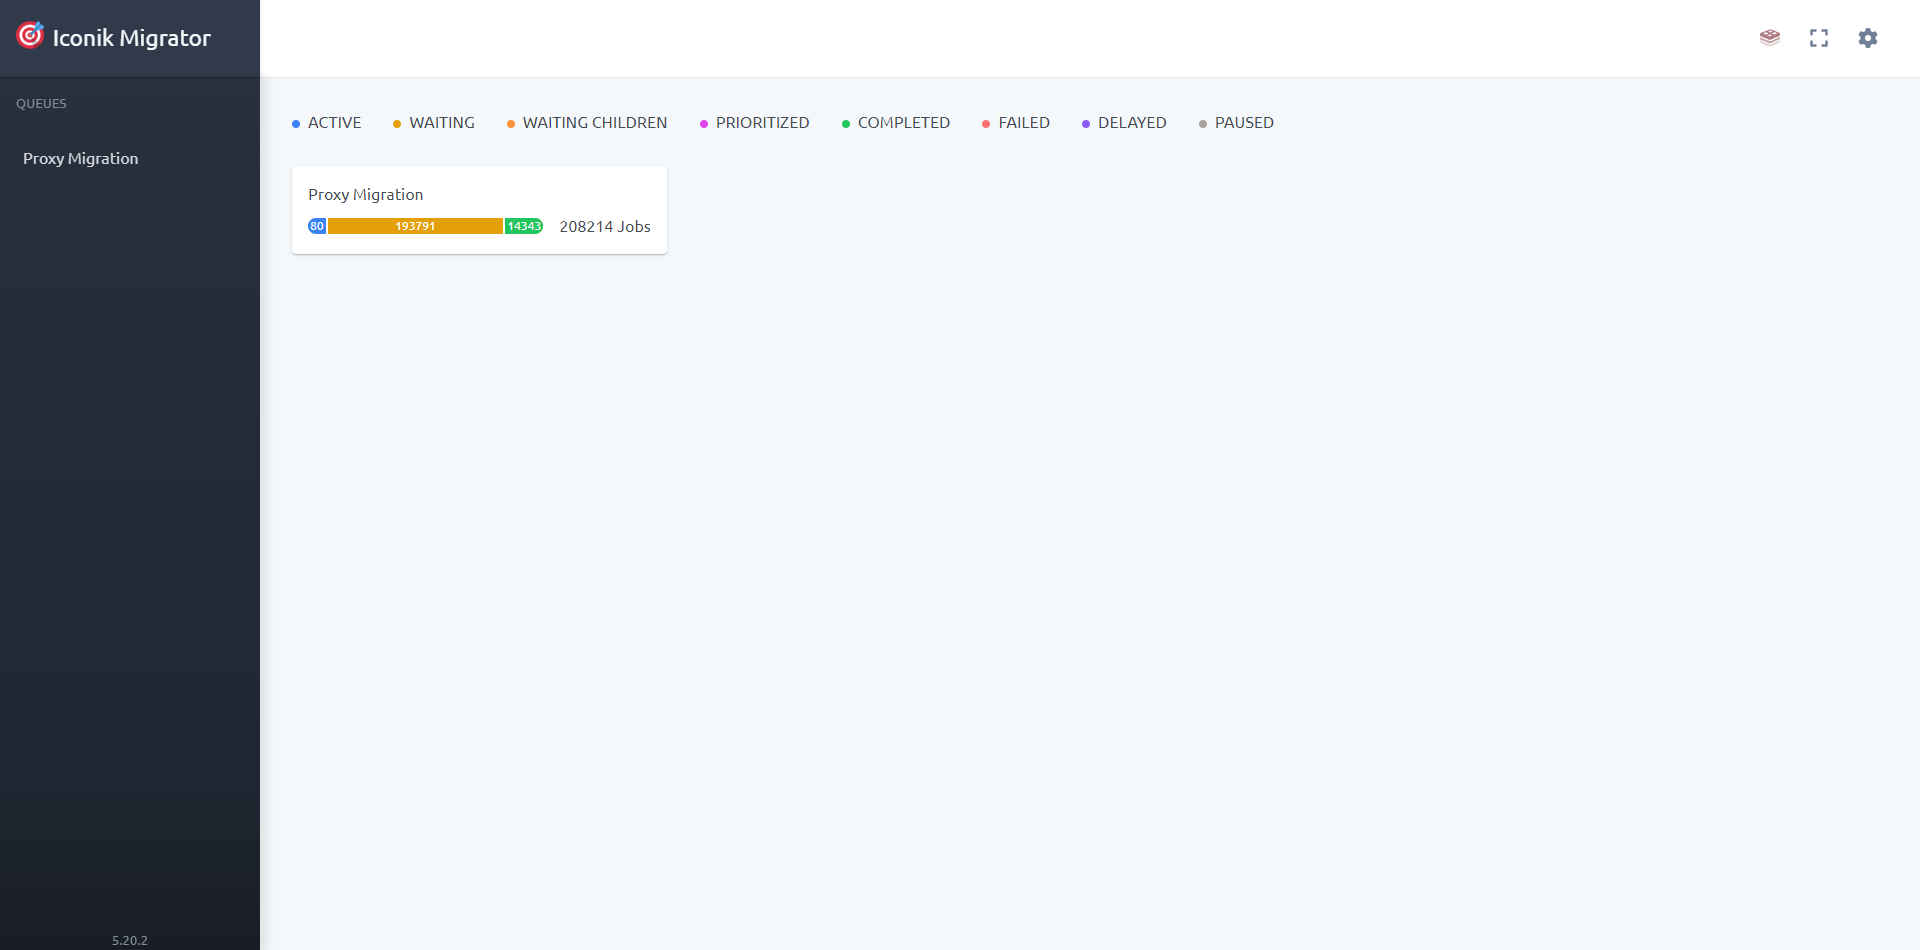 Iconik Migrator
QUEUES
Proxy Migration
5.20.2
ACTIVE WAITING WAITING CHILDREN PRIORITIZED COMPLETED FAILED DELAYED PAUSED
Proxy Migration
80 193791 14343 208214 Jobs